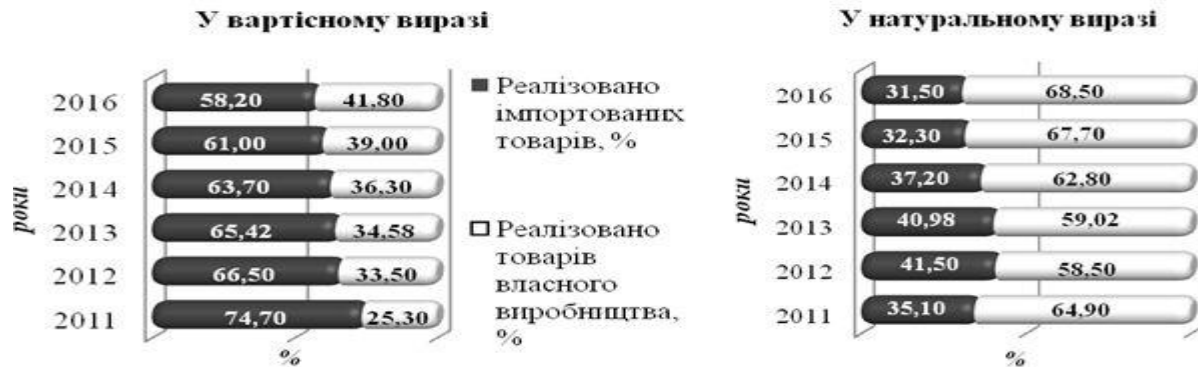 У вартісному виразі
2016 58,20 41,80
2015 61,00 39,00
2014 63,70 36,30
2013 65,42 34,58
2012 66,50 33,50
2011 74,70 25,30
роки
%
Реалізовано
імпортованих
товарів, %
Реалізовано
товарів
власного
виробництва,
%
У натуральному виразі
2016 31,50 68,50
2015 32,30 67,70
2014 37,20 62,80
2013 40,98 59,02
2012 41,50 58,50
2011 35,10 64,90
роки
%